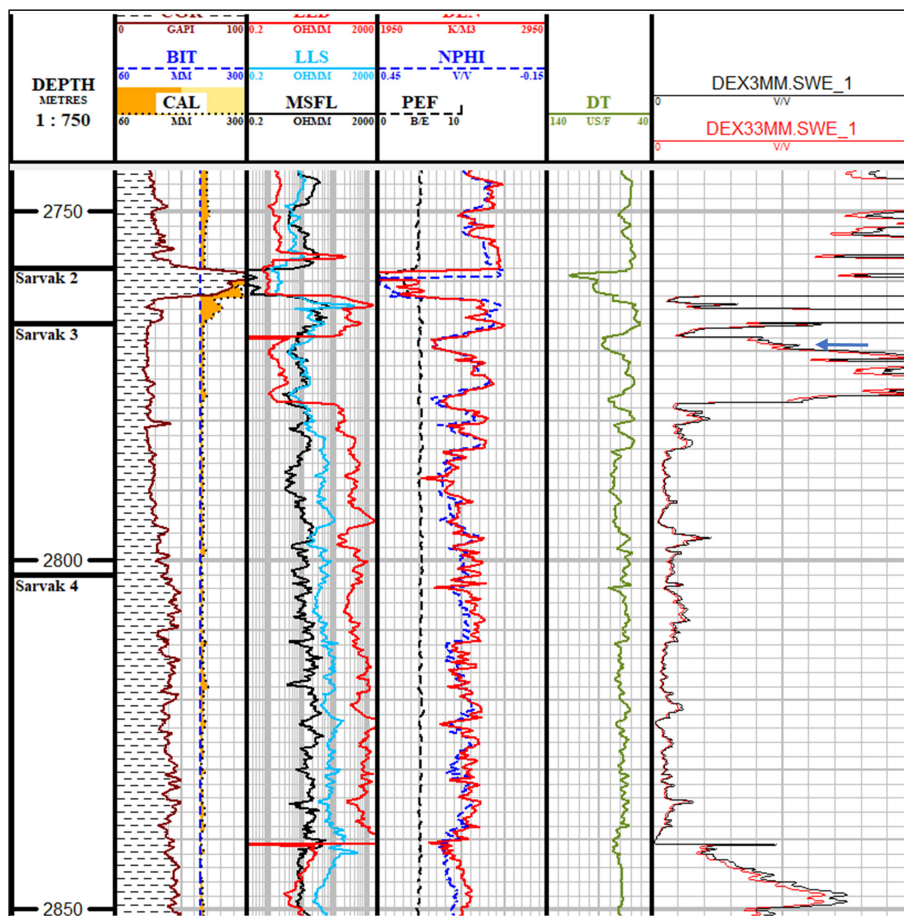 CGR
0 GAPI 100
BIT
60 MM 300
CAL
60 MM 300
LLD
0.2 OHMM 2000
LLS
0.2 OHMM 2000
MSFL
0.2 OHMM 2000
DEN
1950 K/M3 2950
NPHI
0.45 V/V -0.15
PEF
0 B/E 10
DT
140 US/F 40
DEX3MM.SWE_1
0 V/V
DEX33MM.SWE_1
0 V/V
DEPTH
METRES
1 : 750
2750
Sarvak 2
Sarvak 3
2800
Sarvak 4
2850